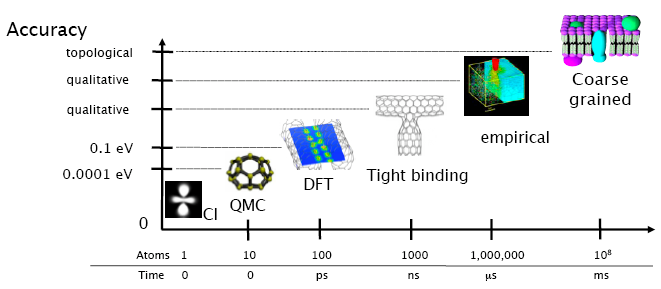 Accuracy
topological
qualitative
qualitative
0.1 eV
0.0001 eV
0
CI
QMC
DFT
Tight binding
empirical
Coarse
grained
Atoms 1 10 100 1000 1,000,000 10⁸
Time 0 0 ps ns µs ms